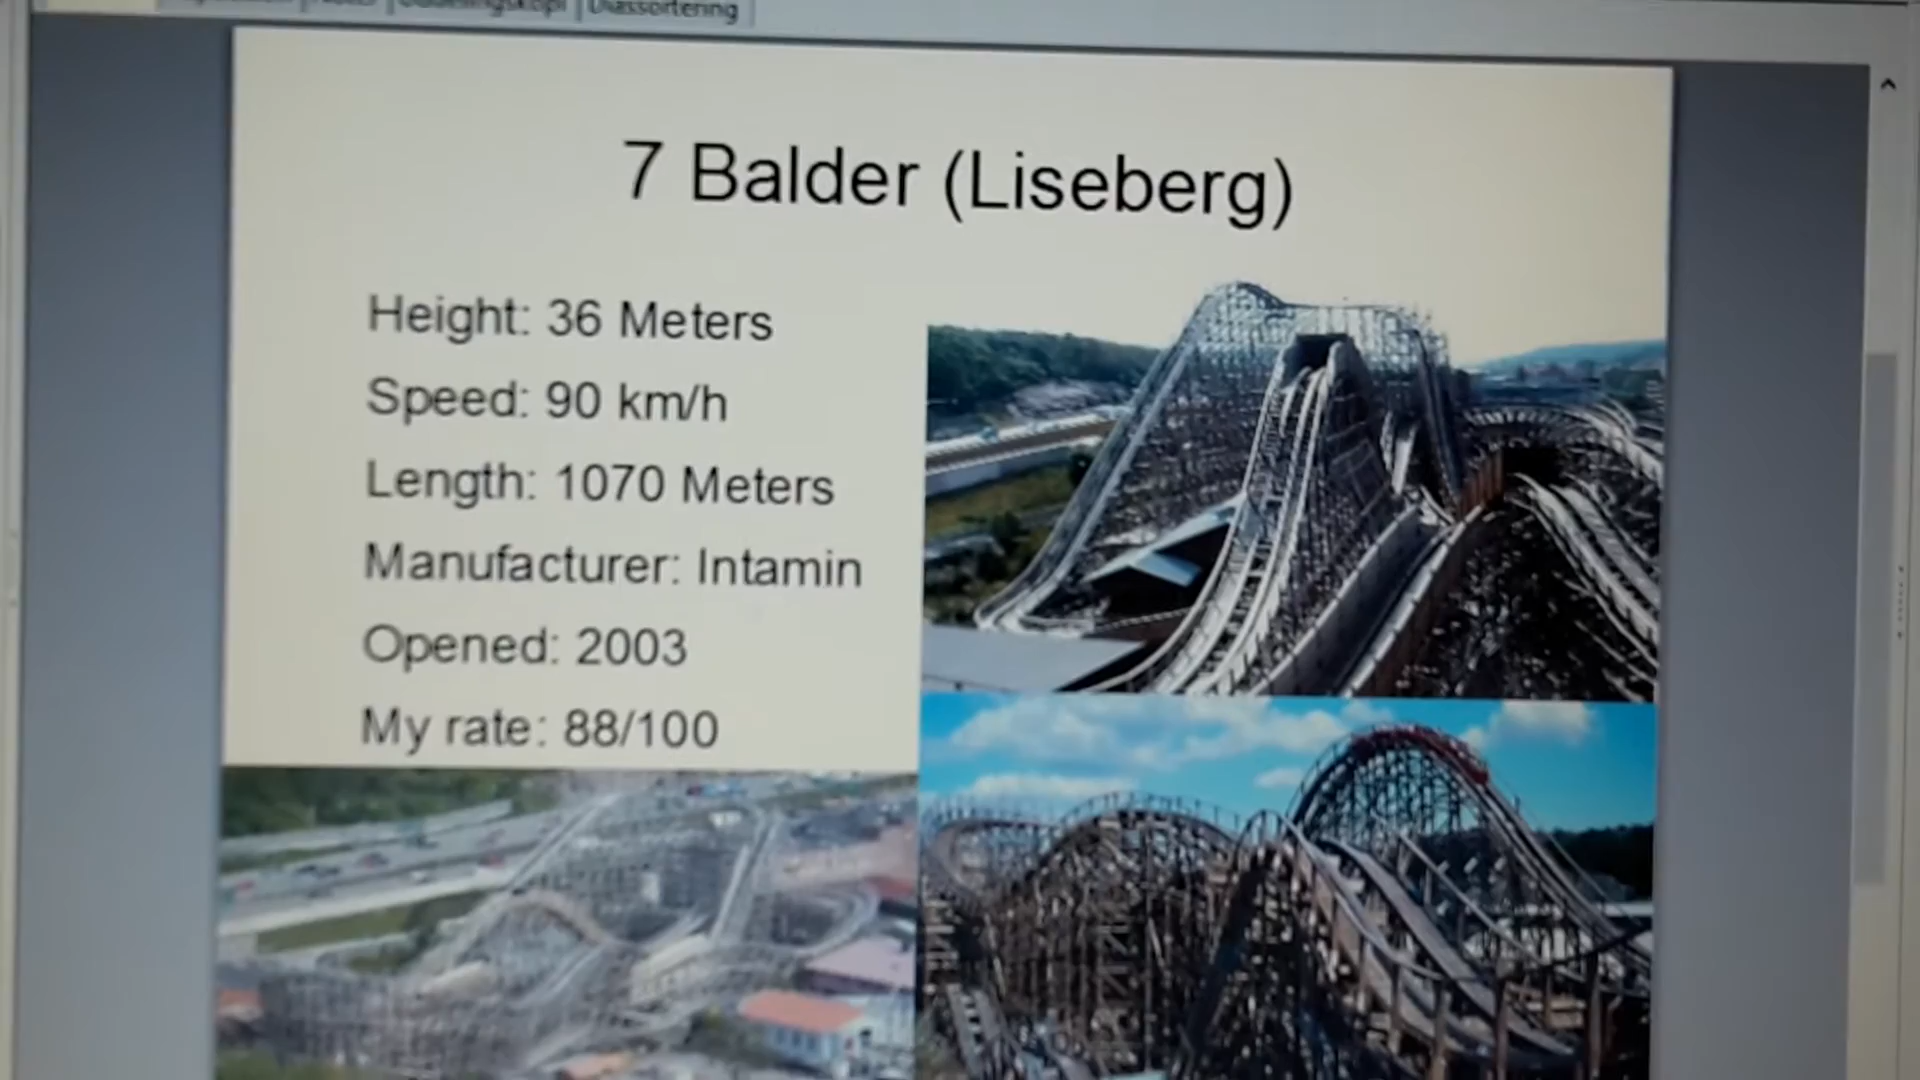 Diassortering
7 Balder (Liseberg)
Height: 36 Meters
Speed: 90 km/h
Length: 1070 Meters
Manufacturer: Intamin
Opened: 2003
My rate: 88/100